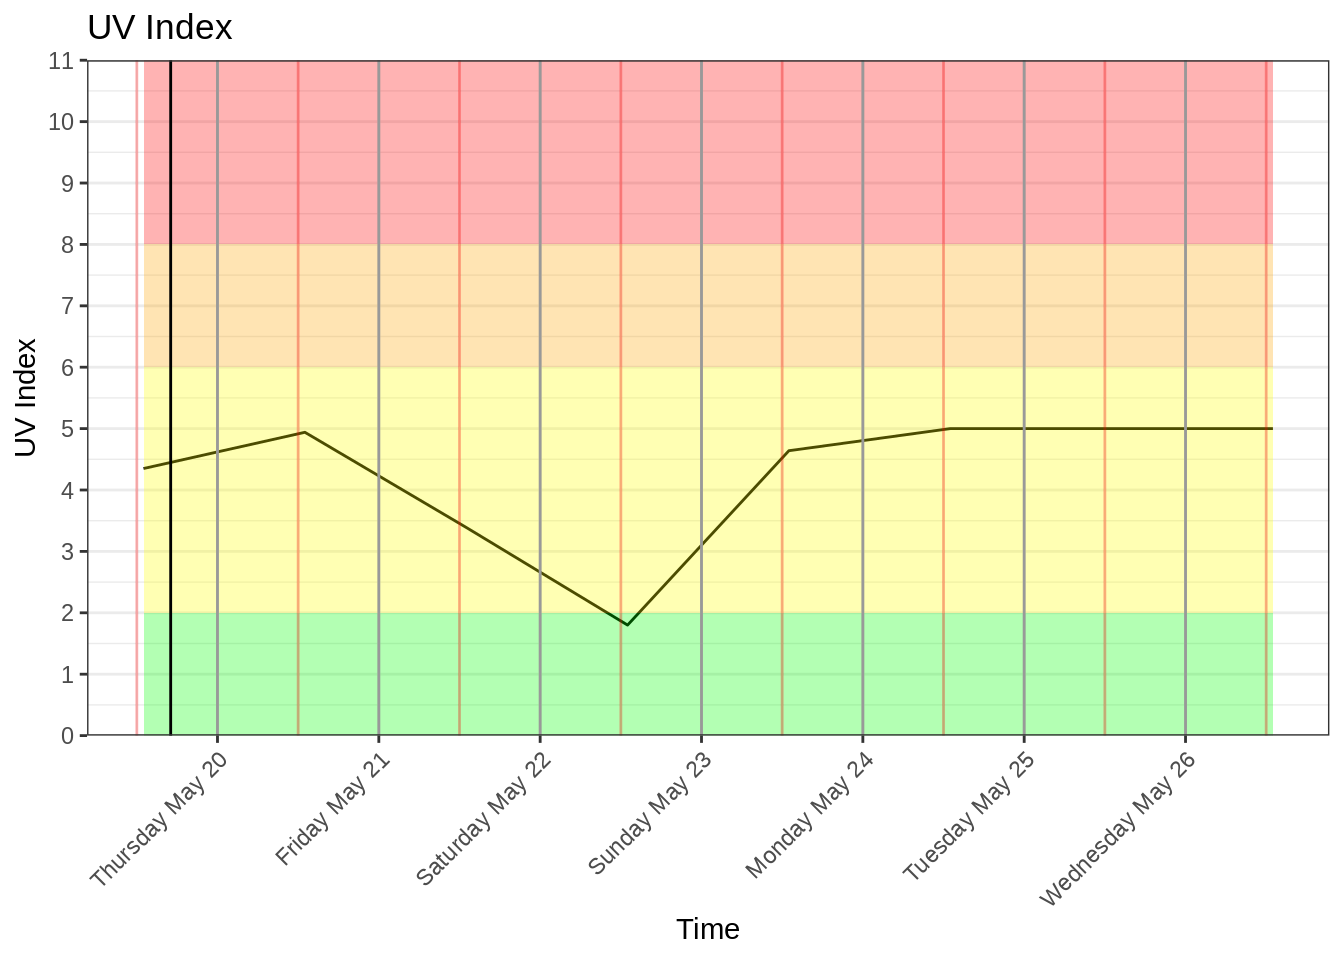 UV Index
11
10
9
8
7
6
5
4
3
2
1
0
UV Index
Thursday May 20
Friday May 21
Saturday May 22
Sunday May 23
Monday May 24
Tuesday May 25
Wednesday May 26
Time